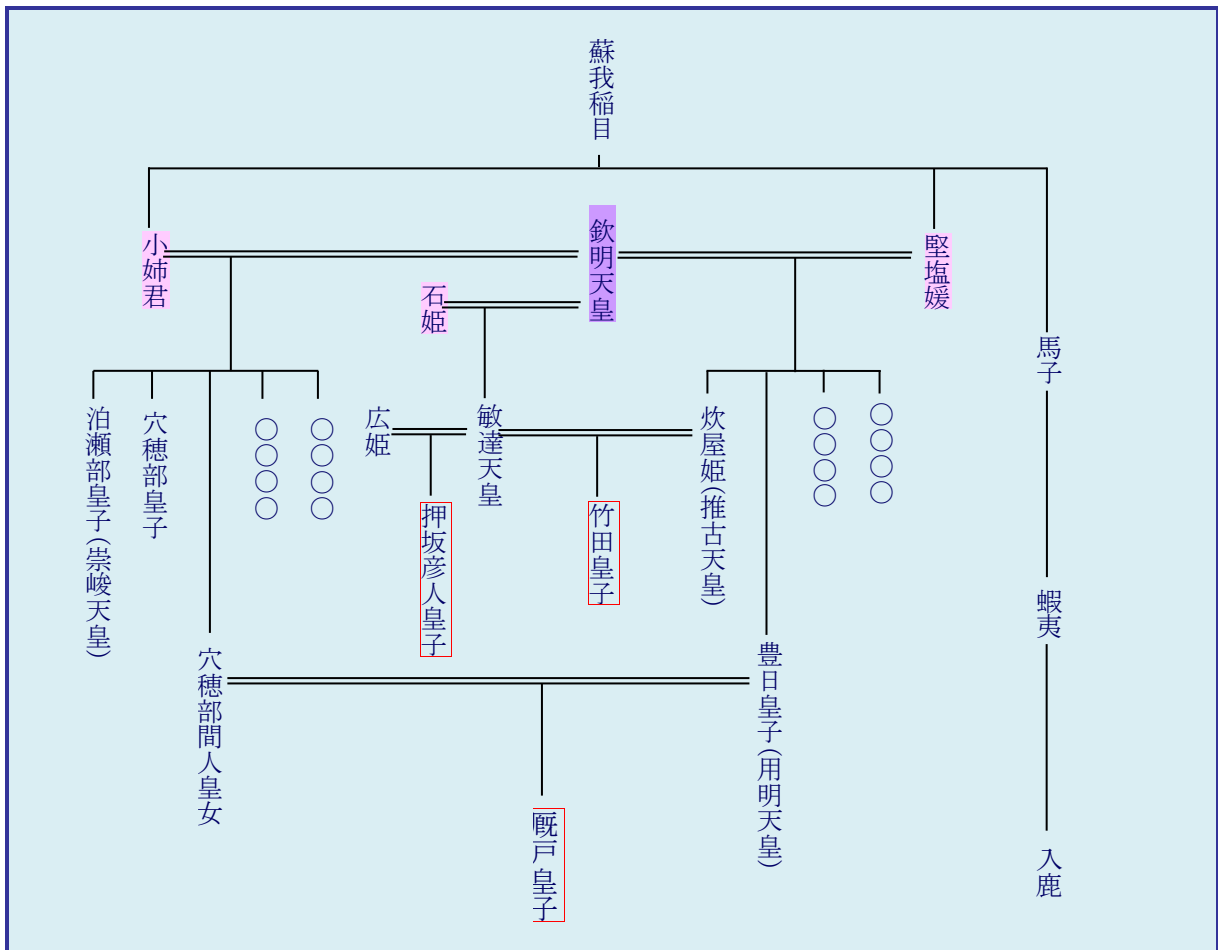 蘇我稲目
小姉君
欽明天皇
堅塩媛
石姫
馬子
泊瀬部皇子(崇峻天皇)
穴穂部皇子
〇〇〇〇
〇〇〇〇
広姫
敏達天皇
炊屋姫(推古天皇)
〇〇〇〇
〇〇〇〇
押坂彦人皇子
竹田皇子
蝦夷
穴穂部間人皇女
豊日皇子(用明天皇)
厩戸皇子
入鹿